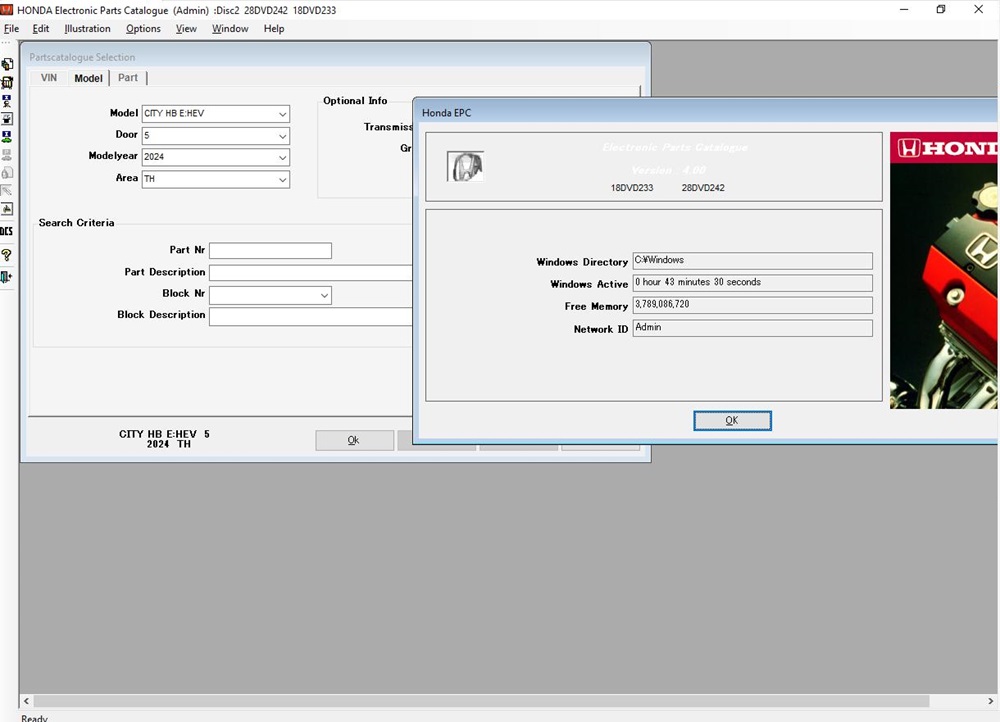 HONDA Electronic Parts Catalogue (Admin) :Disc2 28DVD242 18DVD233
File Edit Illustration Options View Window Help
Partscatalogue Selection
VIN Model Part
Model CITY HB E:HEV
Door 5
Modelyear 2024
Area TH
Optional Info
Transmiss
Gr
Search Criteria
Part Nr
Part Description
Block Nr
Block Description
CITY HB E:HEV 5
2024 TH
Ok
Honda EPC
Electronic Parts Catalogue
Version 4.00
18DVD233 28DVD242
Windows Directory C:¥Windows
Windows Active 0 hour 43 minutes 30 seconds
Free Memory 3,789,086,720
Network ID Admin
OK
HON
DCS
Ready